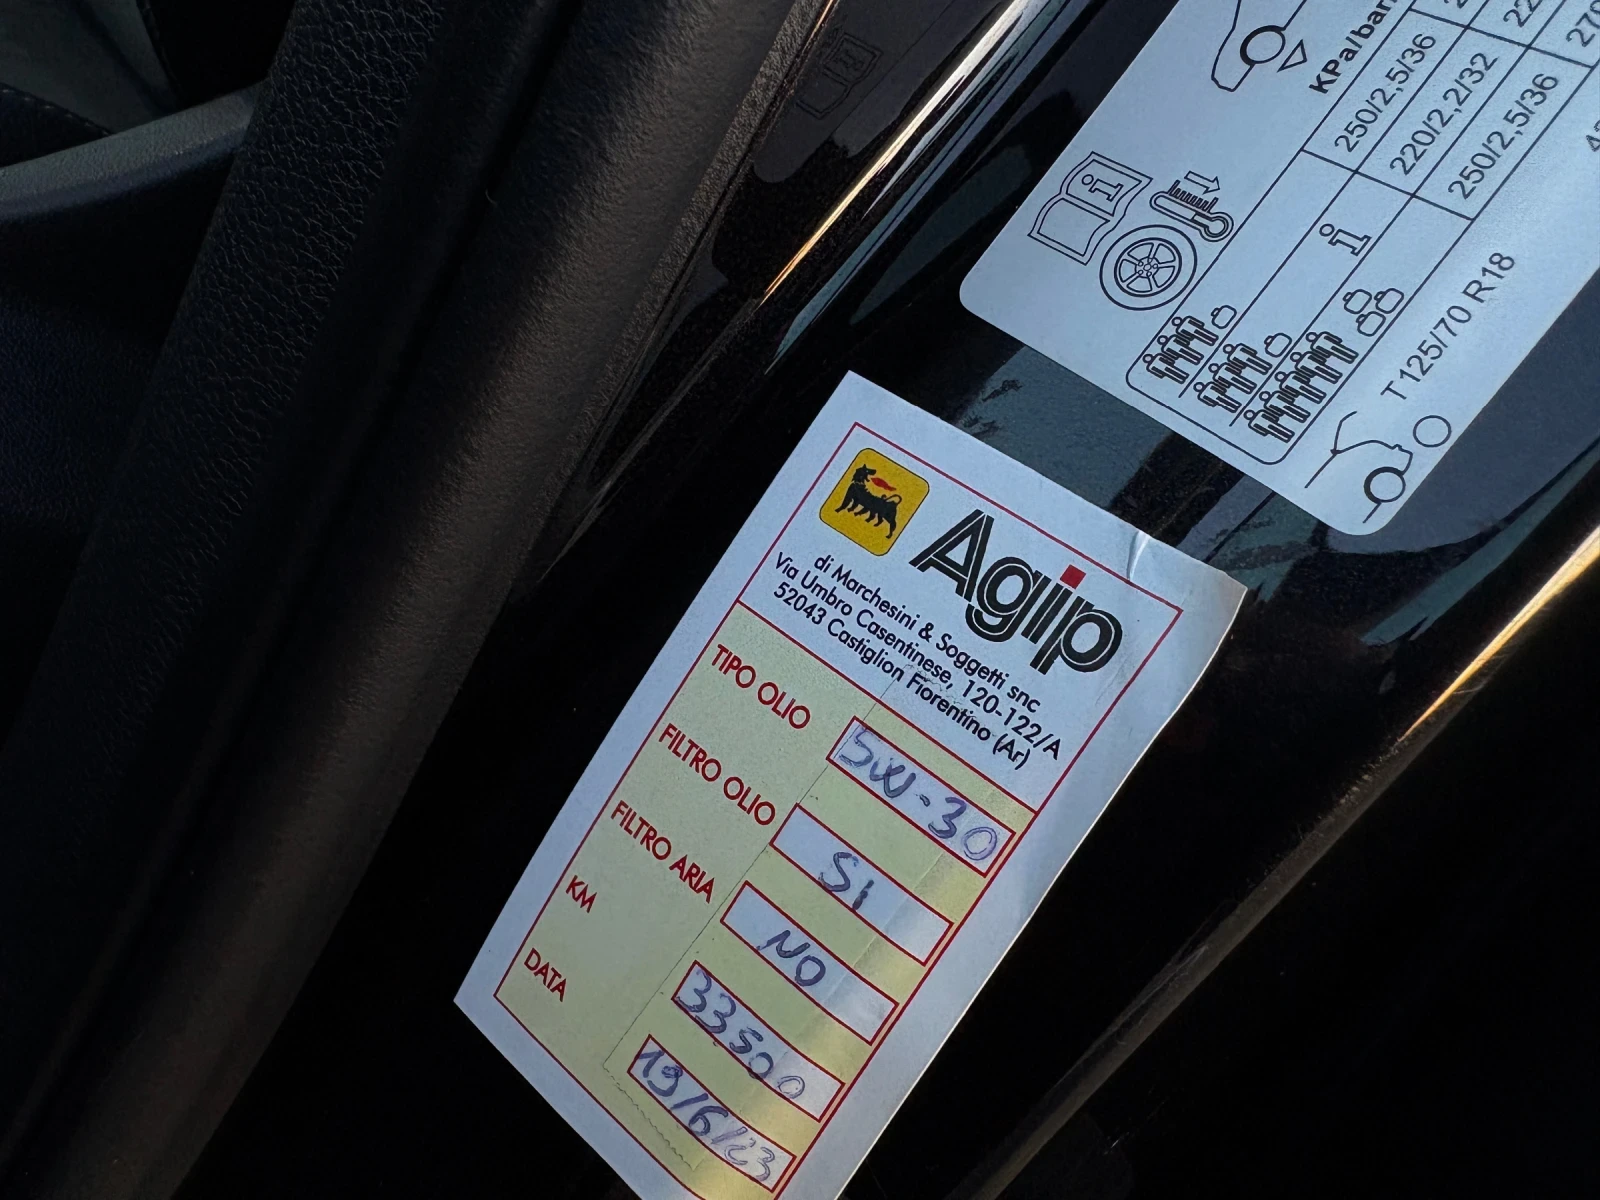 KPa/bar
250/2,5/36
220/2,2/32
250/2,5/36
T125/70 R18
Agip
di Marchesini & Soggetti snc
Via Umbro Casentinese, 120-122/A
52043 Castiglion Fiorentino (Ar)
TIPO OLIO 5W-30
FILTRO OLIO SI
FILTRO ARIA NO
KM 33500
DATA 19/6/23